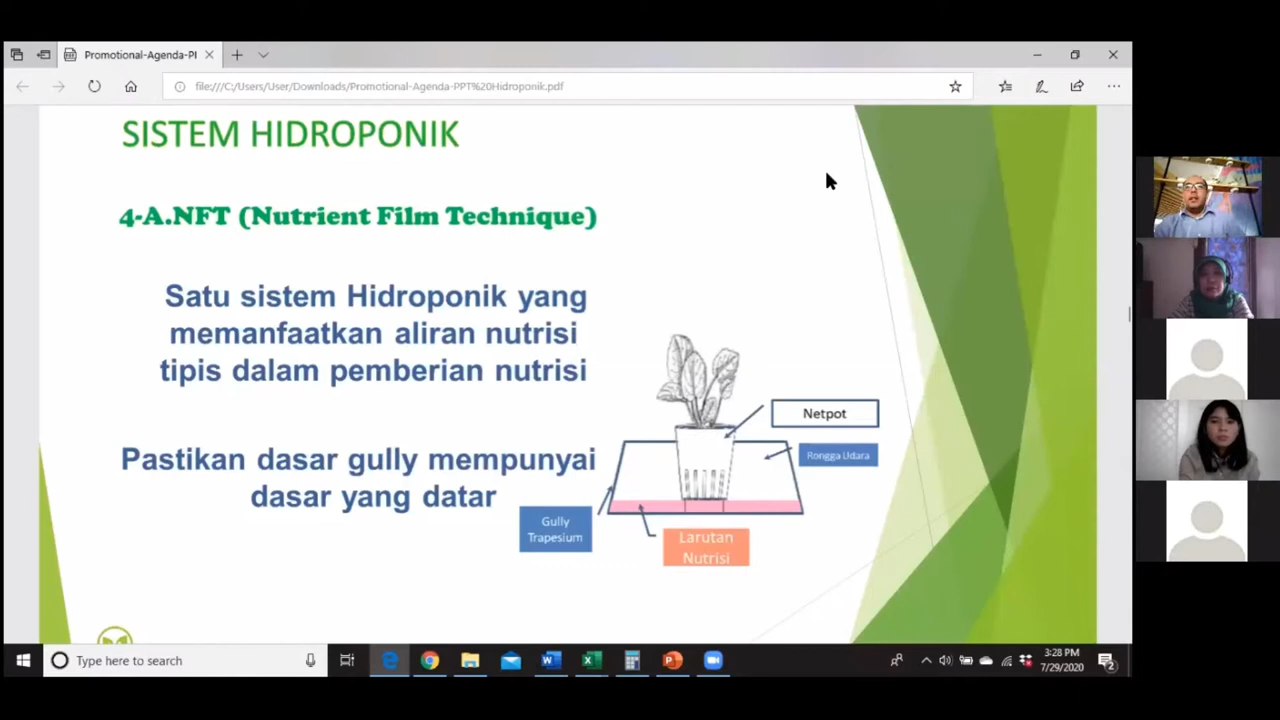 Promotional-Agenda-PI
file:///C:/Users/User/Downloads/Promotional-Agenda-PPT%20Hidroponik.pdf
SISTEM HIDROPONIK
4-A.NFT (Nutrient Film Technique)
Satu sistem Hidroponik yang
memanfaatkan aliran nutrisi
tipis dalam pemberian nutrisi
Pastikan dasar gully mempunyai
dasar yang datar
Netpot
Rongga Udara
Gully
Trapesium
Larutan
Nutrisi
Type here to search
3:28 PM
7/29/2020
2